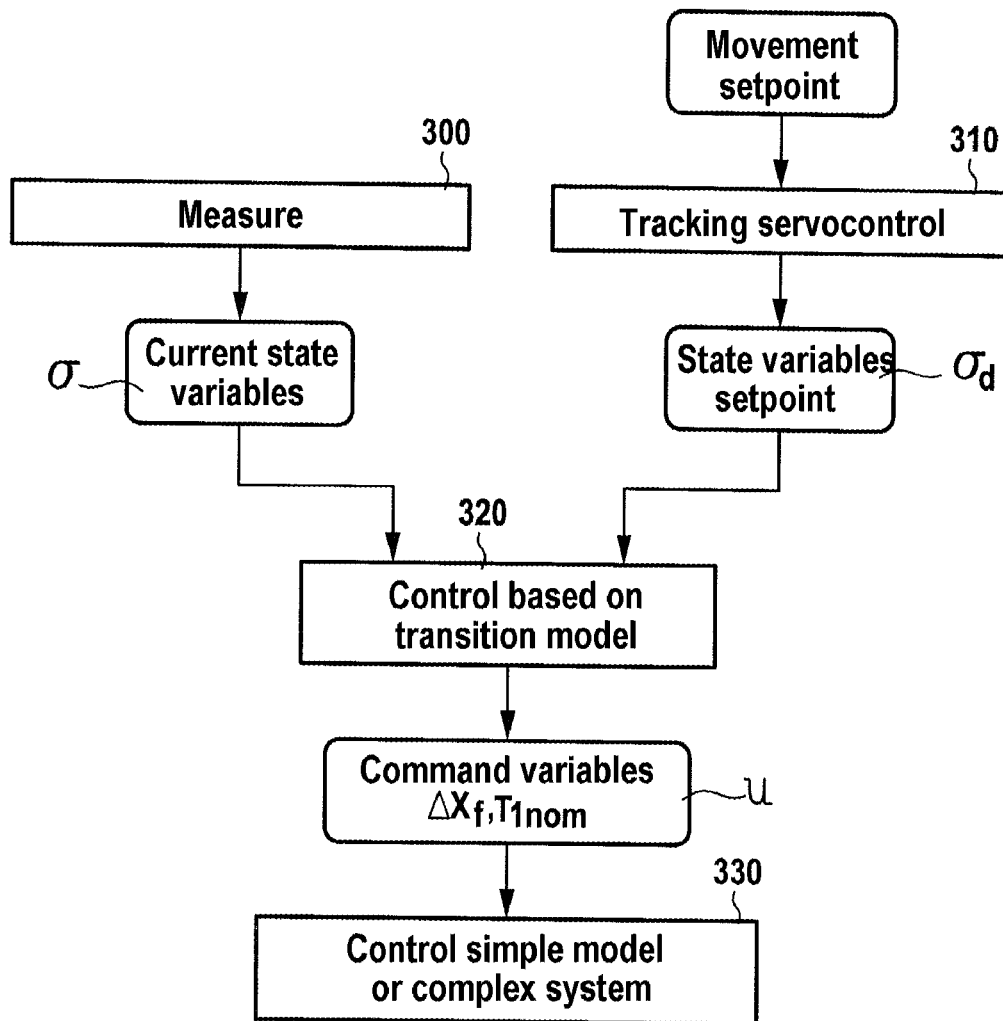 Movement
setpoint
300
310
Measure
Tracking servocontrol
σ
Current state
variables
State variables
setpoint
σd
320
Control based on
transition model
Command variables
ΔXf,T1nom
u
330
Control simple model
or complex system